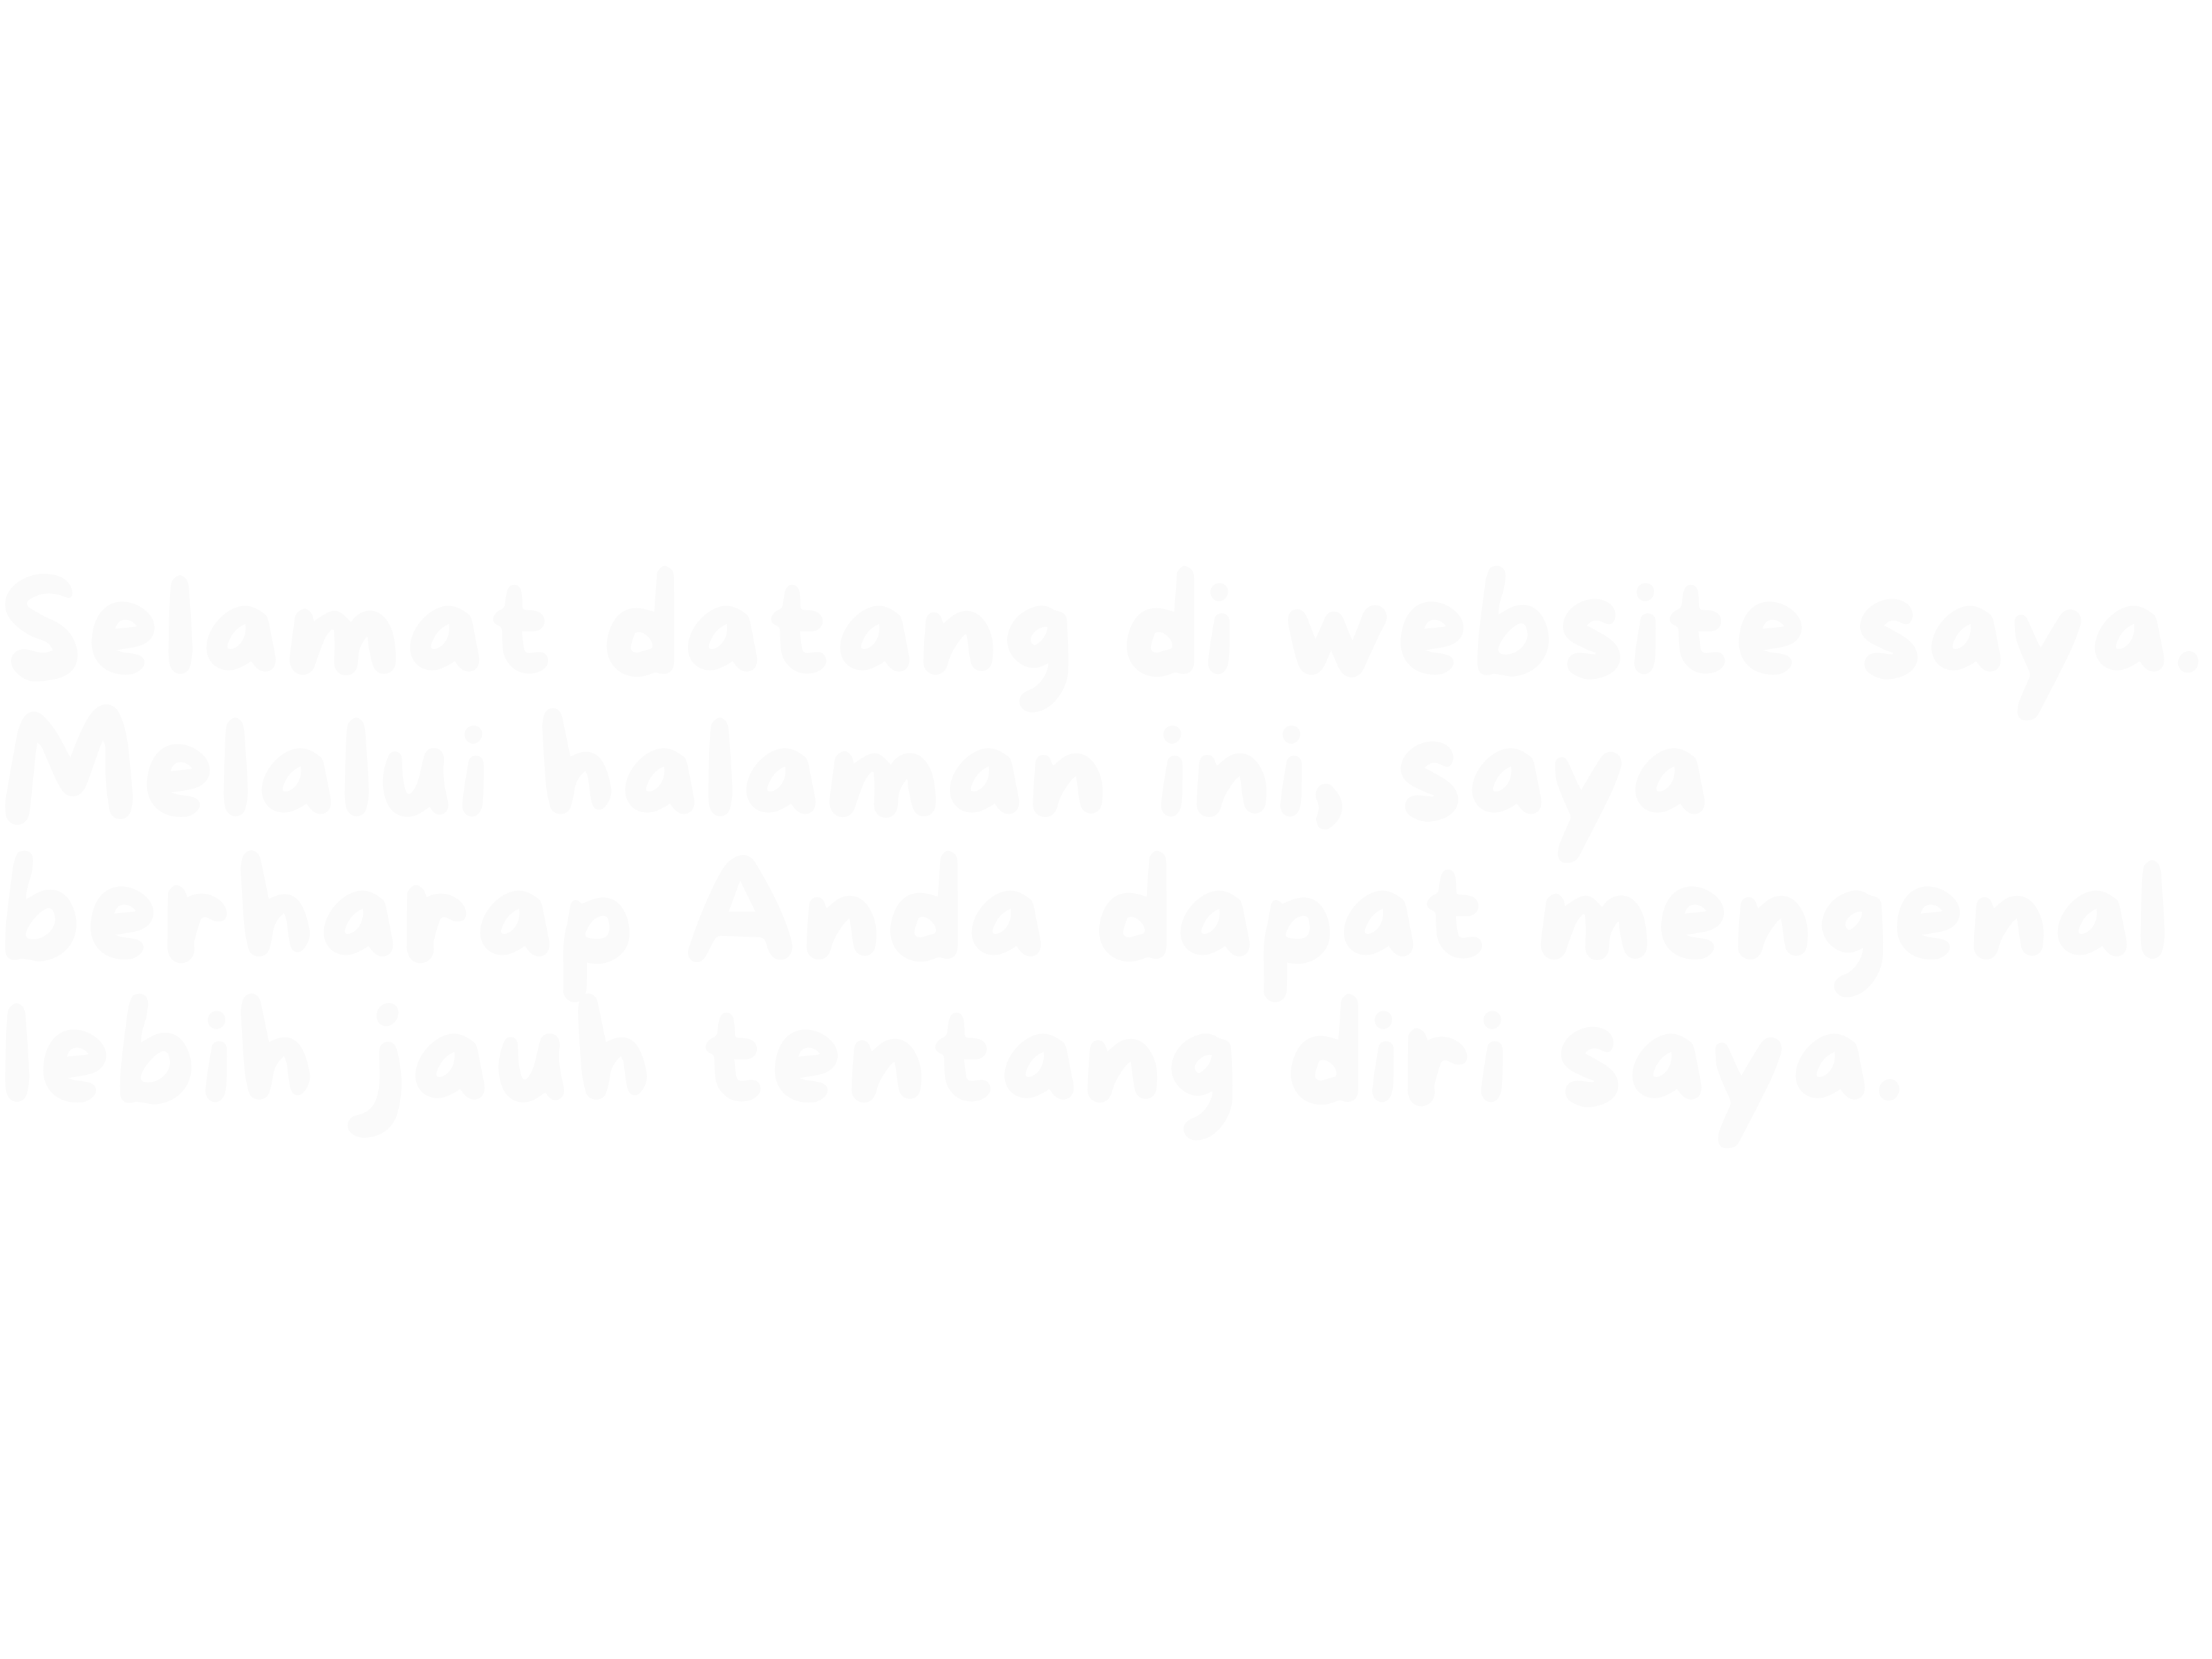 Selamat datang di website saya.
Melalui halaman ini, saya
berharap Anda dapat mengenal
lebih jauh tentang diri saya.